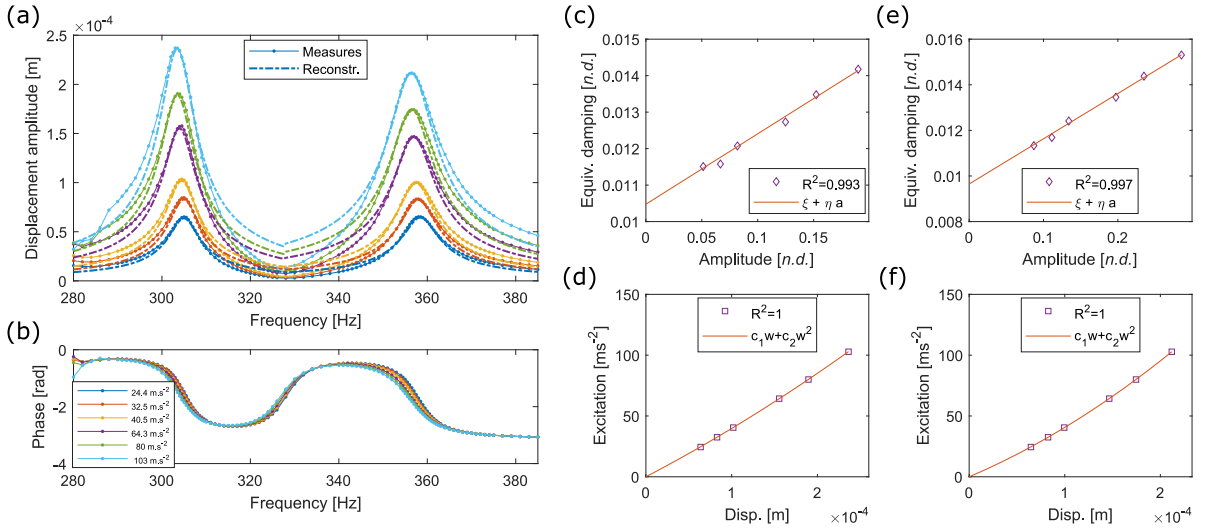 (a)
×10⁻⁴
2.5
2
1.5
1
0.5
0
Displacement amplitude [m]
Measures
Reconstr.
280
300
320
340
360
380
Frequency [Hz]
(b)
0
-2
-4
Phase [rad]
24.4 m.s⁻²
32.5 m.s⁻²
40.5 m.s⁻²
64.3 m.s⁻²
80 m.s⁻²
103 m.s⁻²
280
300
320
340
360
380
Frequency [Hz]
(c)
0.015
0.014
0.013
0.012
0.011
0.01
Equiv. damping [n.d.]
R²=0.993
ξ + η a
0
0.05
0.1
0.15
Amplitude [n.d.]
(d)
150
100
50
0
Excitation [ms⁻²]
R²=1
c₁w+c₂w²
0
1
2
Disp. [m]
×10⁻⁴
(e)
0.016
0.014
0.012
0.01
0.008
Equiv. damping [n.d.]
R²=0.997
ξ + η a
0
0.1
0.2
Amplitude [n.d.]
(f)
150
100
50
0
Excitation [ms⁻²]
R²=1
c₁w+c₂w²
0
1
2
Disp. [m]
×10⁻⁴